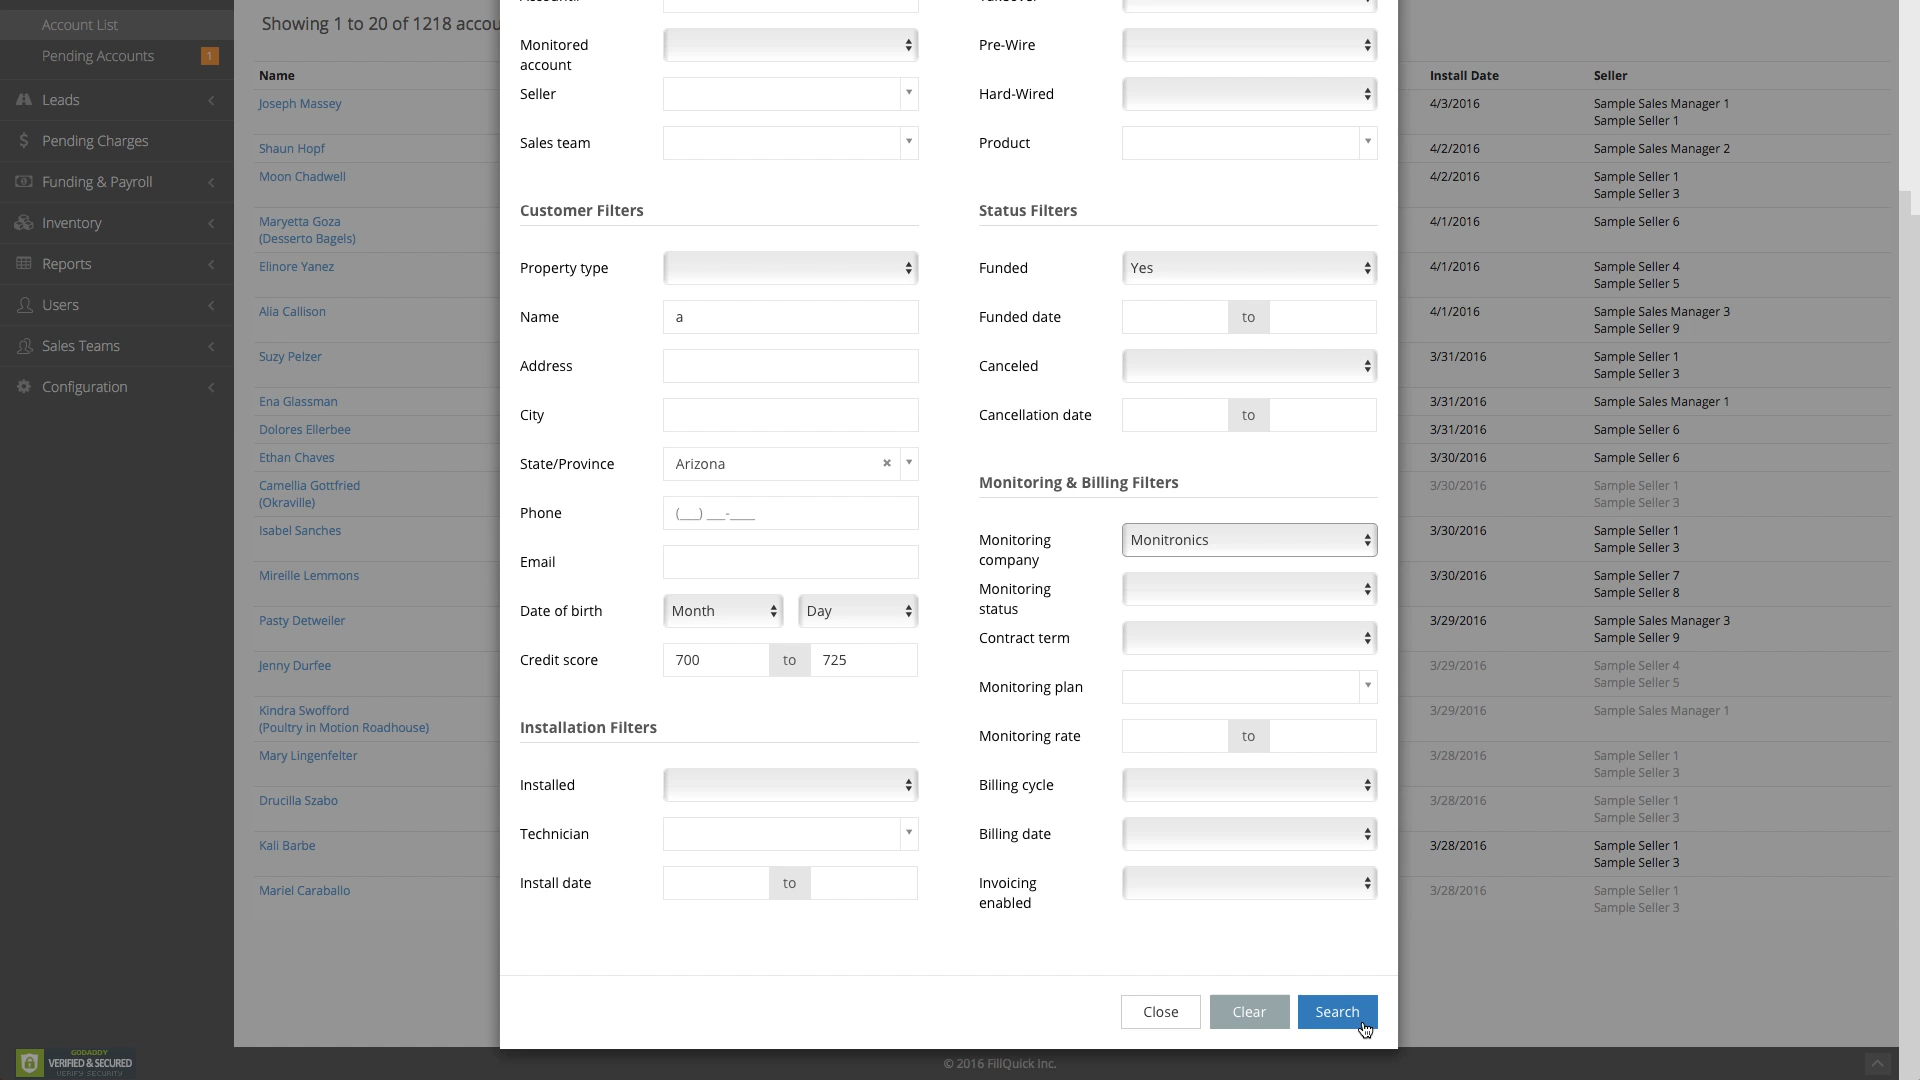 Account List
Pending Accounts 1
Leads
Pending Charges
Funding & Payroll
Inventory
Reports
Users
Sales Teams
Configuration
GODADDY
VERIFIED & SECURED
VERIFY SECURITY
Showing 1 to 20 of 1218 accou
Name
Joseph Massey
Shaun Hopf
Moon Chadwell
Maryetta Goza
(Desserto Bagels)
Elinore Yanez
Alia Callison
Suzy Pelzer
Ena Glassman
Dolores Ellerbee
Ethan Chaves
Camellia Gottfried
(Okraville)
Isabel Sanches
Mireille Lemmons
Pasty Detweiler
Jenny Durfee
Kindra Swofford
(Poultry in Motion Roadhouse)
Mary Lingenfelter
Drucilla Szabo
Kali Barbe
Mariel Caraballo
Monitored
account
Seller
Sales team
Customer Filters
Property type
Name a
Address
City
State/Province Arizona ×
Phone (___) ___-____
Email
Date of birth Month Day
Credit score 700 to 725
Installation Filters
Installed
Technician
Install date to
Pre-Wire
Hard-Wired
Product
Status Filters
Funded Yes
Funded date to
Canceled
Cancellation date to
Monitoring & Billing Filters
Monitoring
company
Monitronics
Monitoring
status
Contract term
Monitoring plan
Monitoring rate to
Billing cycle
Billing date
Invoicing
enabled
Close Clear Search
Install Date Seller
4/3/2016 Sample Sales Manager 1
Sample Seller 1
4/2/2016 Sample Sales Manager 2
4/2/2016 Sample Seller 1
Sample Seller 3
4/1/2016 Sample Seller 6
4/1/2016 Sample Seller 4
Sample Seller 5
4/1/2016 Sample Sales Manager 3
Sample Seller 9
3/31/2016 Sample Seller 1
Sample Seller 3
3/31/2016 Sample Sales Manager 1
3/31/2016 Sample Seller 6
3/30/2016 Sample Seller 6
3/30/2016 Sample Seller 1
Sample Seller 3
3/30/2016 Sample Seller 1
Sample Seller 3
3/30/2016 Sample Seller 7
Sample Seller 8
3/29/2016 Sample Sales Manager 3
Sample Seller 9
3/29/2016 Sample Seller 4
Sample Seller 5
3/29/2016 Sample Sales Manager 1
3/28/2016 Sample Seller 1
Sample Seller 3
3/28/2016 Sample Seller 1
Sample Seller 3
3/28/2016 Sample Seller 1
Sample Seller 3
3/28/2016 Sample Seller 1
Sample Seller 3
© 2016 FillQuick Inc.